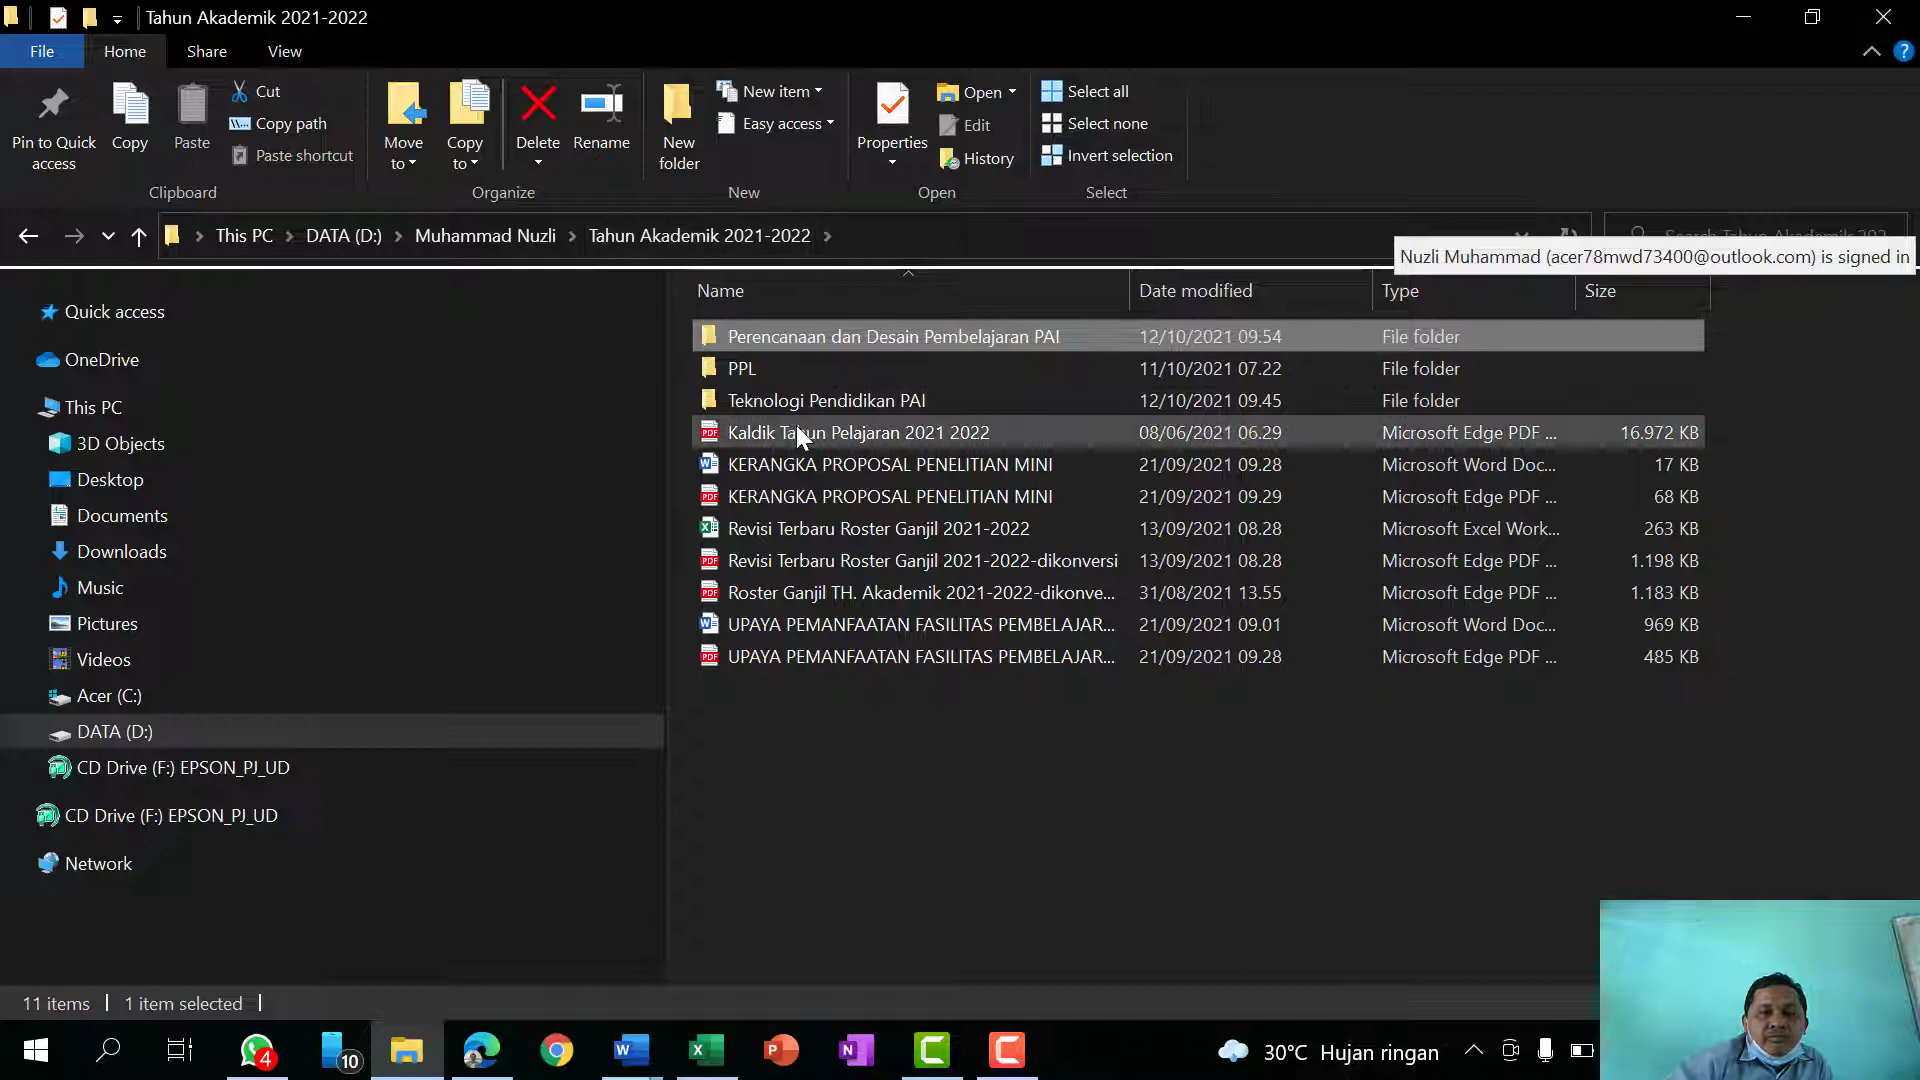 Tahun Akademik 2021-2022
File Home Share View
Pin to Quick access
Copy
Paste
Cut
Copy path
Paste shortcut
Clipboard
Move to
Copy to
Delete
Rename
Organize
New folder
New item
Easy access
New
Properties
Open
Edit
History
Open
Select all
Select none
Invert selection
Select
This PC DATA (D:) Muhammad Nuzli Tahun Akademik 2021-2022
Search Tahun Akademik 202
Nuzli Muhammad (acer78mwd73400@outlook.com) is signed in
Quick access
OneDrive
This PC
3D Objects
Desktop
Documents
Downloads
Music
Pictures
Videos
Acer (C:)
DATA (D:)
CD Drive (F:) EPSON_PJ_UD
CD Drive (F:) EPSON_PJ_UD
Network
Name Date modified Type Size
Perencanaan dan Desain Pembelajaran PAI 12/10/2021 09.54 File folder
PPL 11/10/2021 07.22 File folder
Teknologi Pendidikan PAI 12/10/2021 09.45 File folder
Kaldik Tahun Pelajaran 2021 2022 08/06/2021 06.29 Microsoft Edge PDF ... 16.972 KB
KERANGKA PROPOSAL PENELITIAN MINI 21/09/2021 09.28 Microsoft Word Doc... 17 KB
KERANGKA PROPOSAL PENELITIAN MINI 21/09/2021 09.29 Microsoft Edge PDF ... 68 KB
Revisi Terbaru Roster Ganjil 2021-2022 13/09/2021 08.28 Microsoft Excel Work... 263 KB
Revisi Terbaru Roster Ganjil 2021-2022-dikonversi 13/09/2021 08.28 Microsoft Edge PDF ... 1.198 KB
Roster Ganjil TH. Akademik 2021-2022-dikonve... 31/08/2021 13.55 Microsoft Edge PDF ... 1.183 KB
UPAYA PEMANFAATAN FASILITAS PEMBELAJAR... 21/09/2021 09.01 Microsoft Word Doc... 969 KB
UPAYA PEMANFAATAN FASILITAS PEMBELAJAR... 21/09/2021 09.28 Microsoft Edge PDF ... 485 KB
11 items 1 item selected
4
10
30°C Hujan ringan